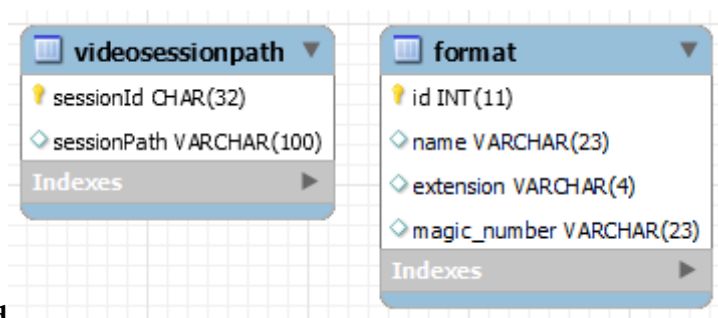 videosessionpath
sessionId CHAR(32)
sessionPath VARCHAR(100)
Indexes
format
id INT(11)
name VARCHAR(23)
extension VARCHAR(4)
magic_number VARCHAR(23)
Indexes